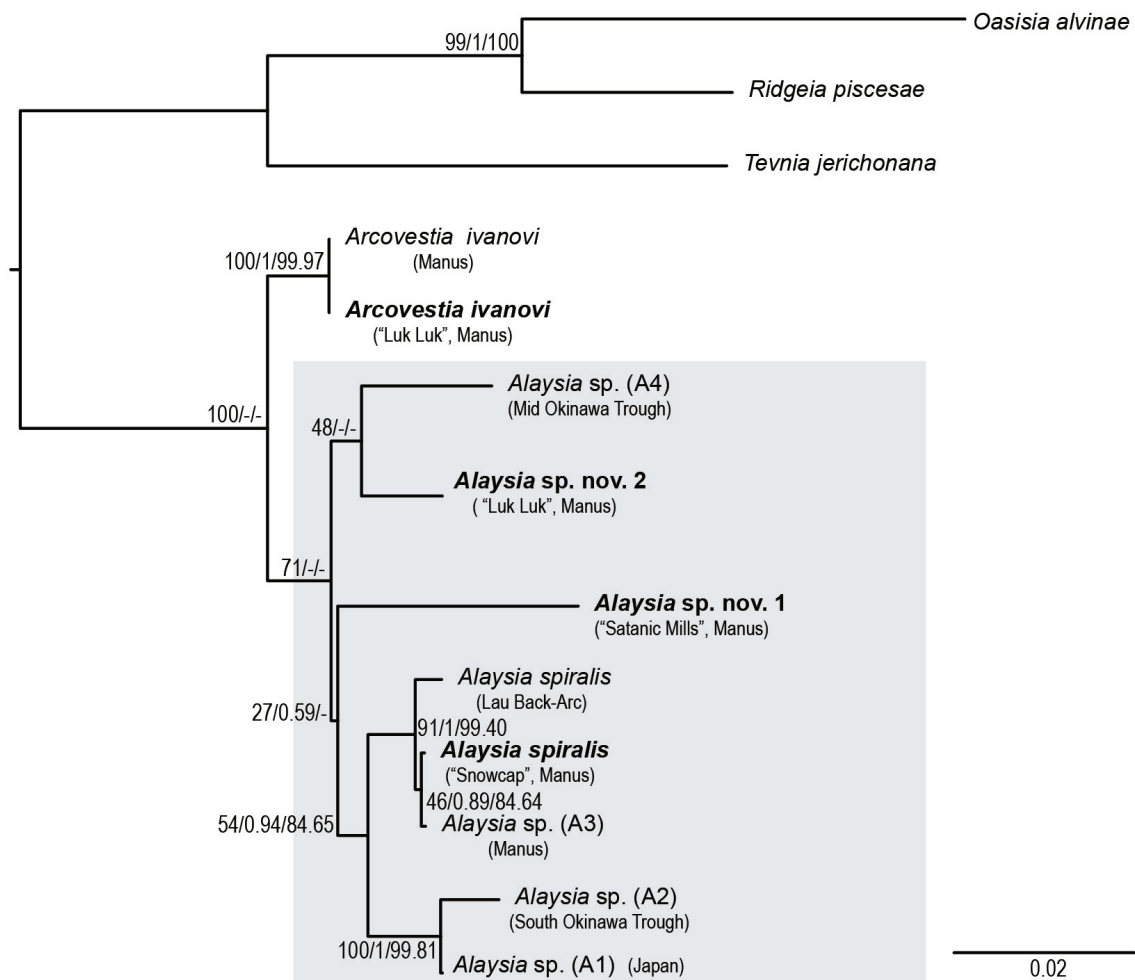 Oasisia alvinae
99/1/100
Ridgeia piscesae
Tevnia jerichonana
Arcovestia ivanovi
(Manus)
100/1/99.97
Arcovestia ivanovi
("Luk Luk", Manus)
Alaysia sp. (A4)
(Mid Okinawa Trough)
100/-/-
48/-/-
Alaysia sp. nov. 2
( "Luk Luk", Manus)
71/-/-
Alaysia sp. nov. 1
("Satanic Mills", Manus)
Alaysia spiralis
(Lau Back-Arc)
27/0.59/-
91/1/99.40
Alaysia spiralis
("Snowcap", Manus)
46/0.89/84.64
54/0.94/84.65
Alaysia sp. (A3)
(Manus)
Alaysia sp. (A2)
(South Okinawa Trough)
100/1/99.81
Alaysia sp. (A1) (Japan)
0.02